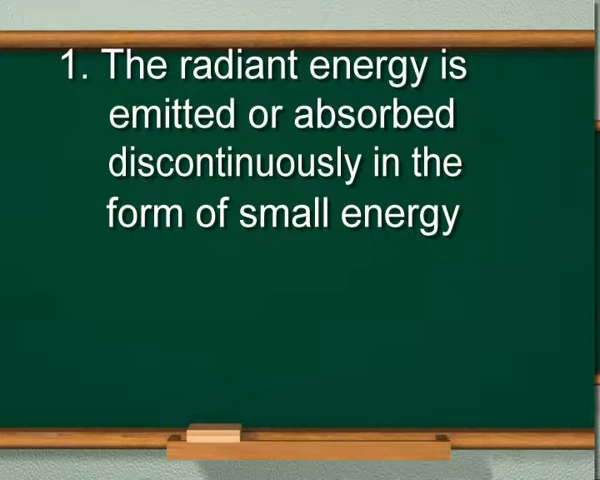 1. The radiant energy is
emitted or absorbed
discontinuously in the
form of small energy